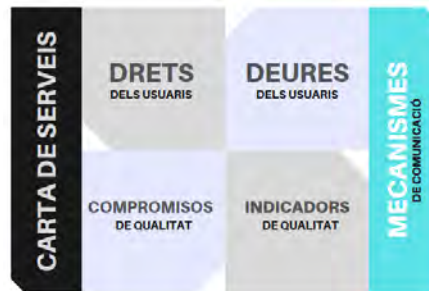 CARTA DE SERVEIS
DRETS
DELS USUARIS
DEURES
DELS USUARIS
COMPROMISOS
DE QUALITAT
INDICADORS
DE QUALITAT
MECANISMES
DE COMUNICACIÓ